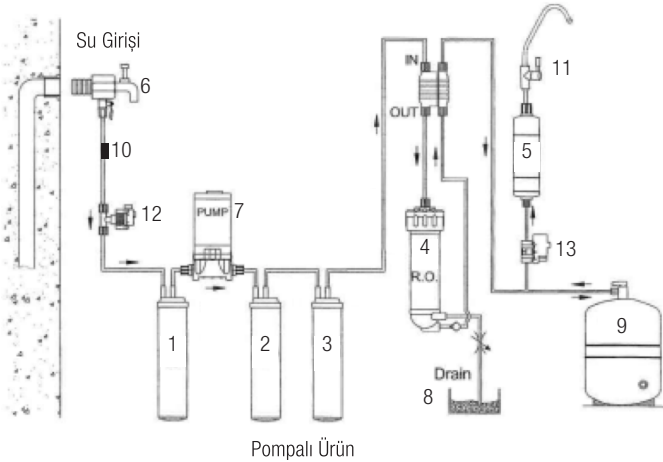 Su Girişi
6
IN
11
OUT
10
5
12
PUMP
7
4
13
R.O.
9
1
2
3
Drain
8
Pompalı Ürün